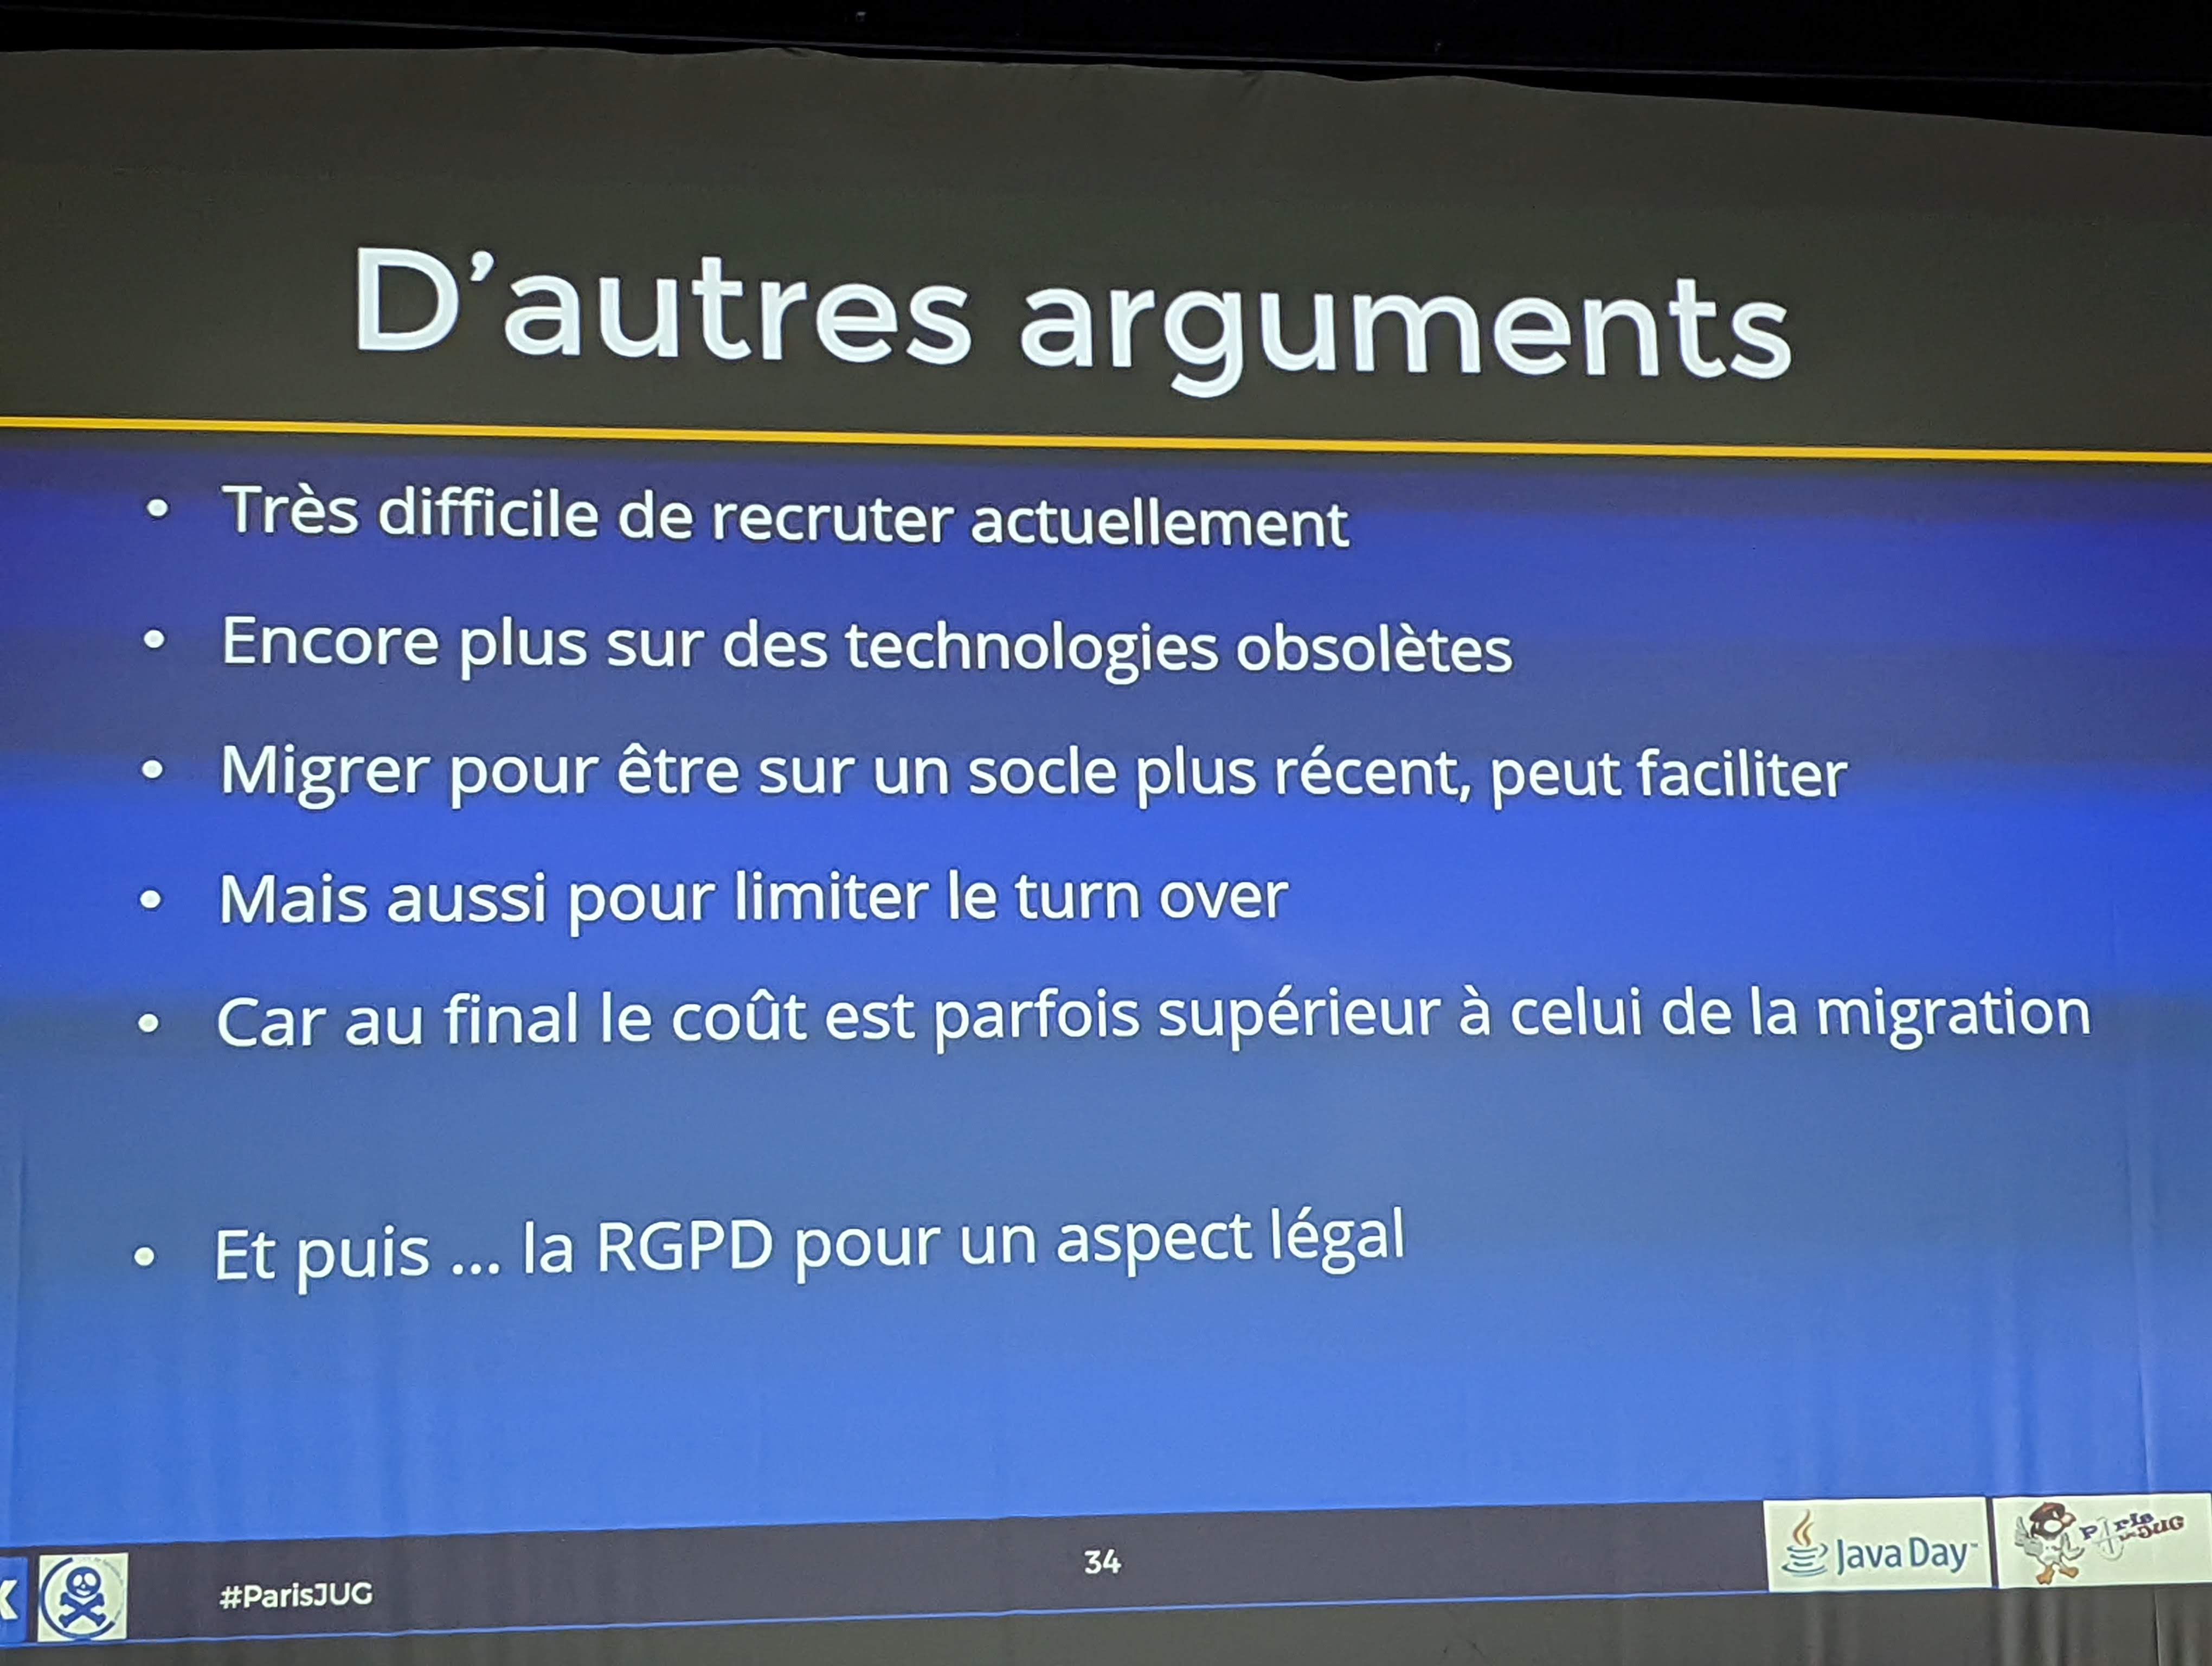 D'autres arguments
• Très difficile de recruter actuellement
• Encore plus sur des technologies obsolètes
• Migrer pour être sur un socle plus récent, peut faciliter
• Mais aussi pour limiter le turn over
• Car au final le coût est parfois supérieur à celui de la migration
• Et puis ... la RGPD pour un aspect légal
#ParisJUG
34
Java Day™
Paris JUG